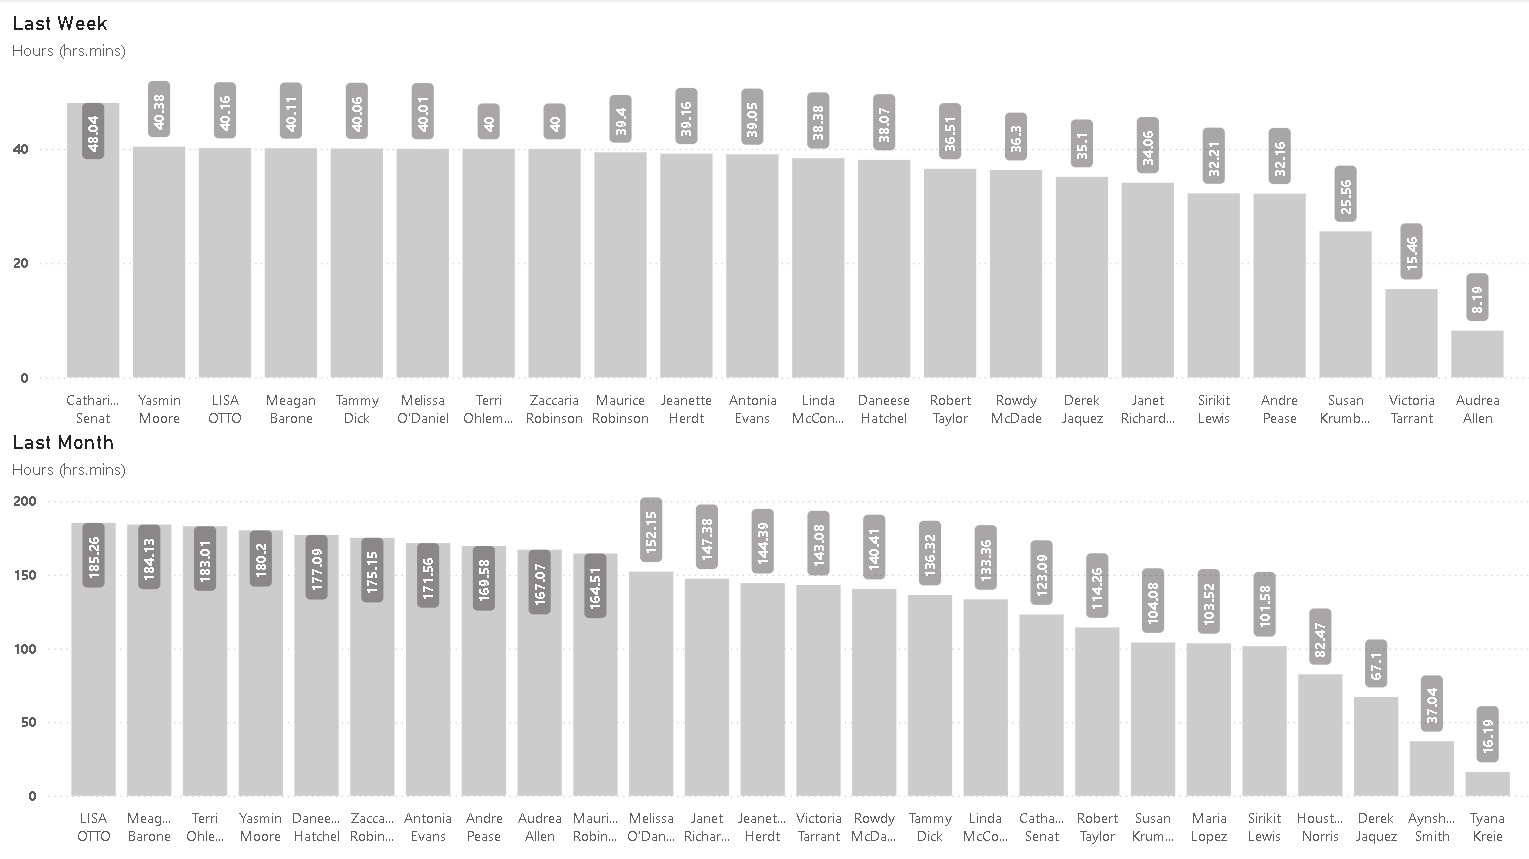 Last Week
Hours (hrs.mins)
48.04 40.38 40.16 40.11 40.06 40.01 40 40 39.4 39.16 39.05 38.38 38.07 36.51 36.3 35.1 34.06 32.21 32.16 25.56 15.46 8.19
40
20
0
Cathari... Yasmin LISA Meagan Tammy Melissa Terri Zaccaria Maurice Jeanette Antonia Linda Daneese Robert Rowdy Derek Janet Sirikit Andre Susan Victoria Audrea
Senat Moore OTTO Barone Dick O'Daniel Ohlem... Robinson Robinson Herdt Evans McCon... Hatchel Taylor McDade Jaquez Richard... Lewis Pease Krumb... Tarrant Allen
Last Month
Hours (hrs.mins)
200
185.26 184.13 183.01 180.2 177.09 175.15 171.56 169.58 167.07 164.51 152.15 147.38 144.39 143.08 140.41 136.32 133.36 123.09 114.26 104.08 103.52 101.58 82.47 67.1 37.04 16.19
150
100
50
0
LISA Meag... Terri Yasmin Danee... Zacca... Antonia Andre Audrea Mauri... Melissa Janet Jeanet... Victoria Rowdy Tammy Linda Catha... Robert Susan Maria Sirikit Houst... Derek Aynsh... Tyana
OTTO Barone Ohle... Moore Hatchel Robin... Evans Pease Allen Robin... O'Dan... Richar... Herdt Tarrant McDa... Dick McCo... Senat Taylor Krum... Lopez Lewis Norris Jaquez Smith Kreie